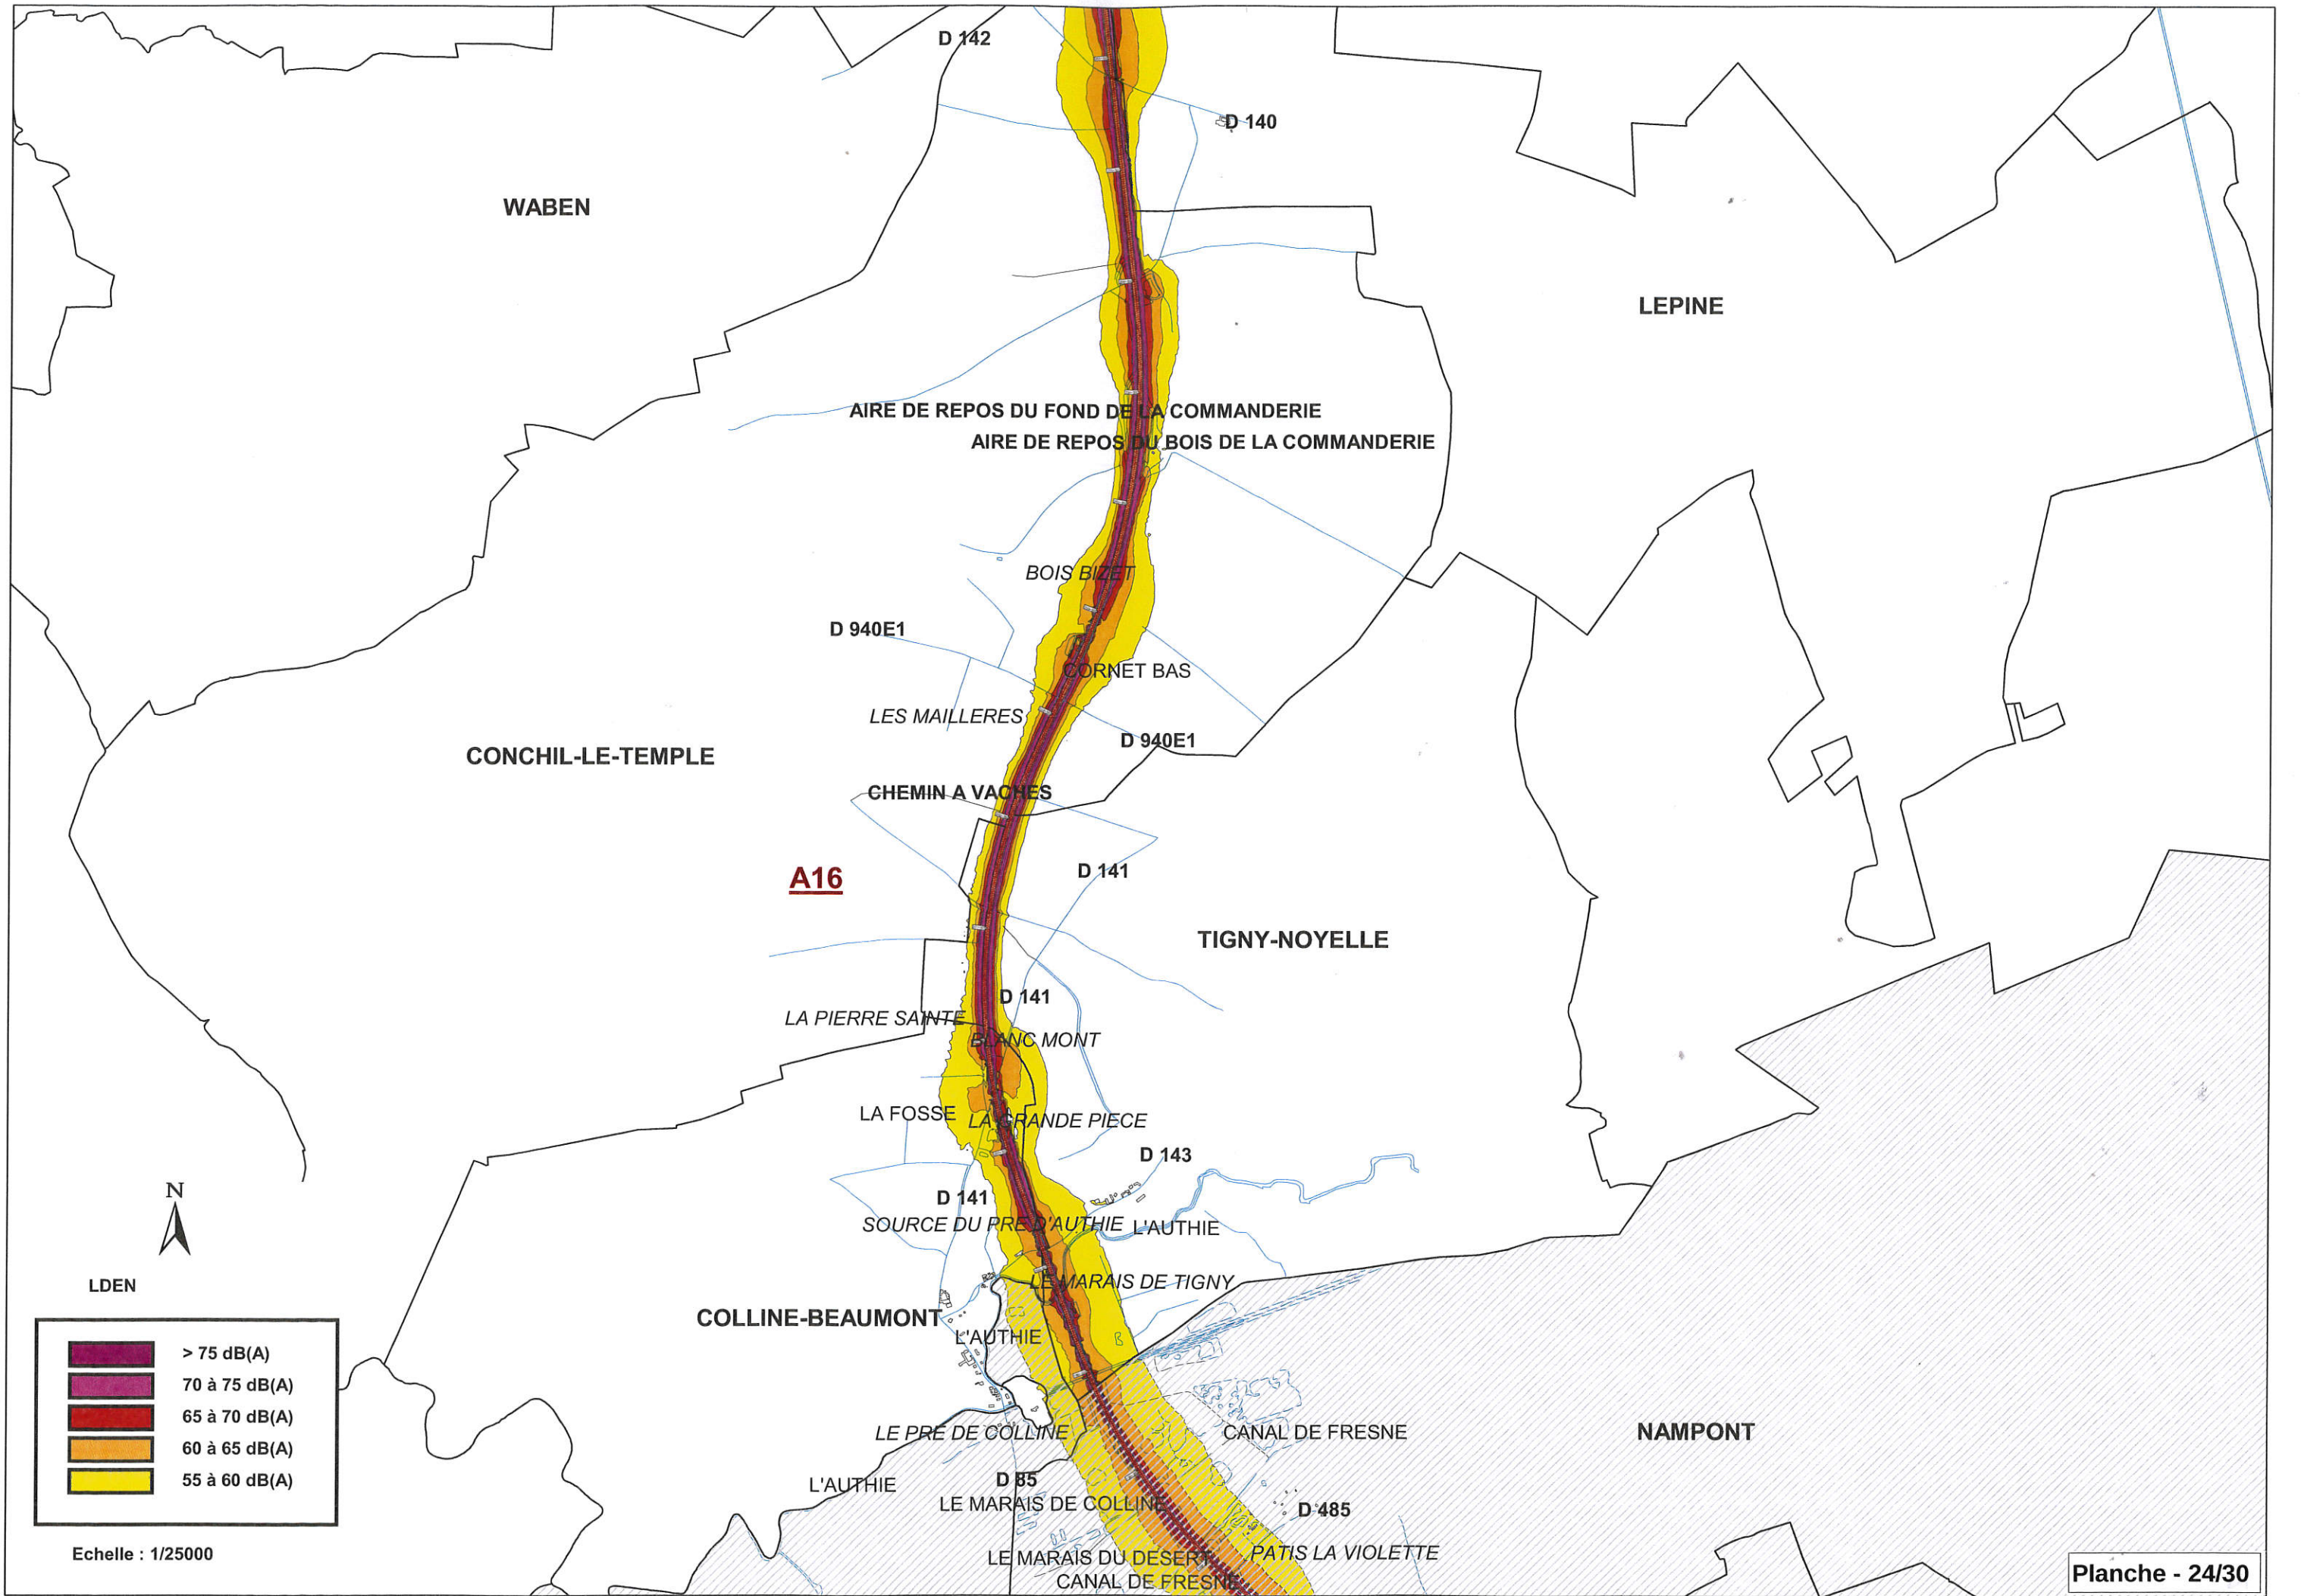 D 142
D 140
WABEN
LEPINE
AIRE DE REPOS DU FOND DE LA COMMANDERIE
AIRE DE REPOS DU BOIS DE LA COMMANDERIE
BOIS BIZET
D 940E1
CORNET BAS
LES MAILLERES
D 940E1
CONCHIL-LE-TEMPLE
CHEMIN A VACHES
A16
D 141
TIGNY-NOYELLE
D 141
LA PIERRE SAINTE
BLANC MONT
LA FOSSE
LA GRANDE PIECE
D 143
N
D 141
SOURCE DU PRE D'AUTHIE
L'AUTHIE
LE MARAIS DE TIGNY
LDEN
COLLINE-BEAUMONT
L'AUTHIE
> 75 dB(A)
70 à 75 dB(A)
65 à 70 dB(A)
60 à 65 dB(A)
55 à 60 dB(A)
LE PRE DE COLLINE
CANAL DE FRESNE
NAMPONT
L'AUTHIE
D 85
LE MARAIS DE COLLINE
D 485
Echelle : 1/25000
LE MARAIS DU DESERT
PATIS LA VIOLETTE
CANAL DE FRESNE
Planche - 24/30